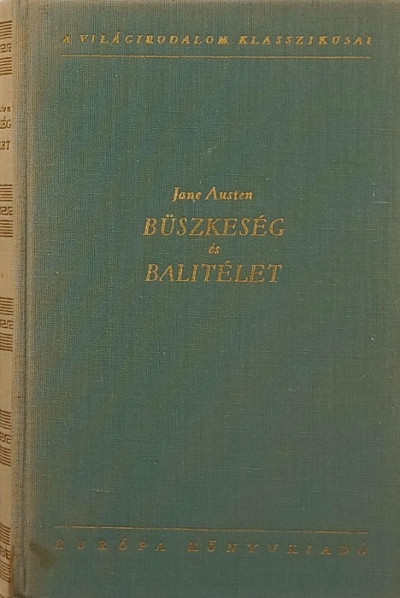 A VILÁGIRODALOM KLASSZIKUSAI
Jane Austen
BÜSZKESÉG
és
BALITÉLET
EURÓPA KÖNYVKIADÓ